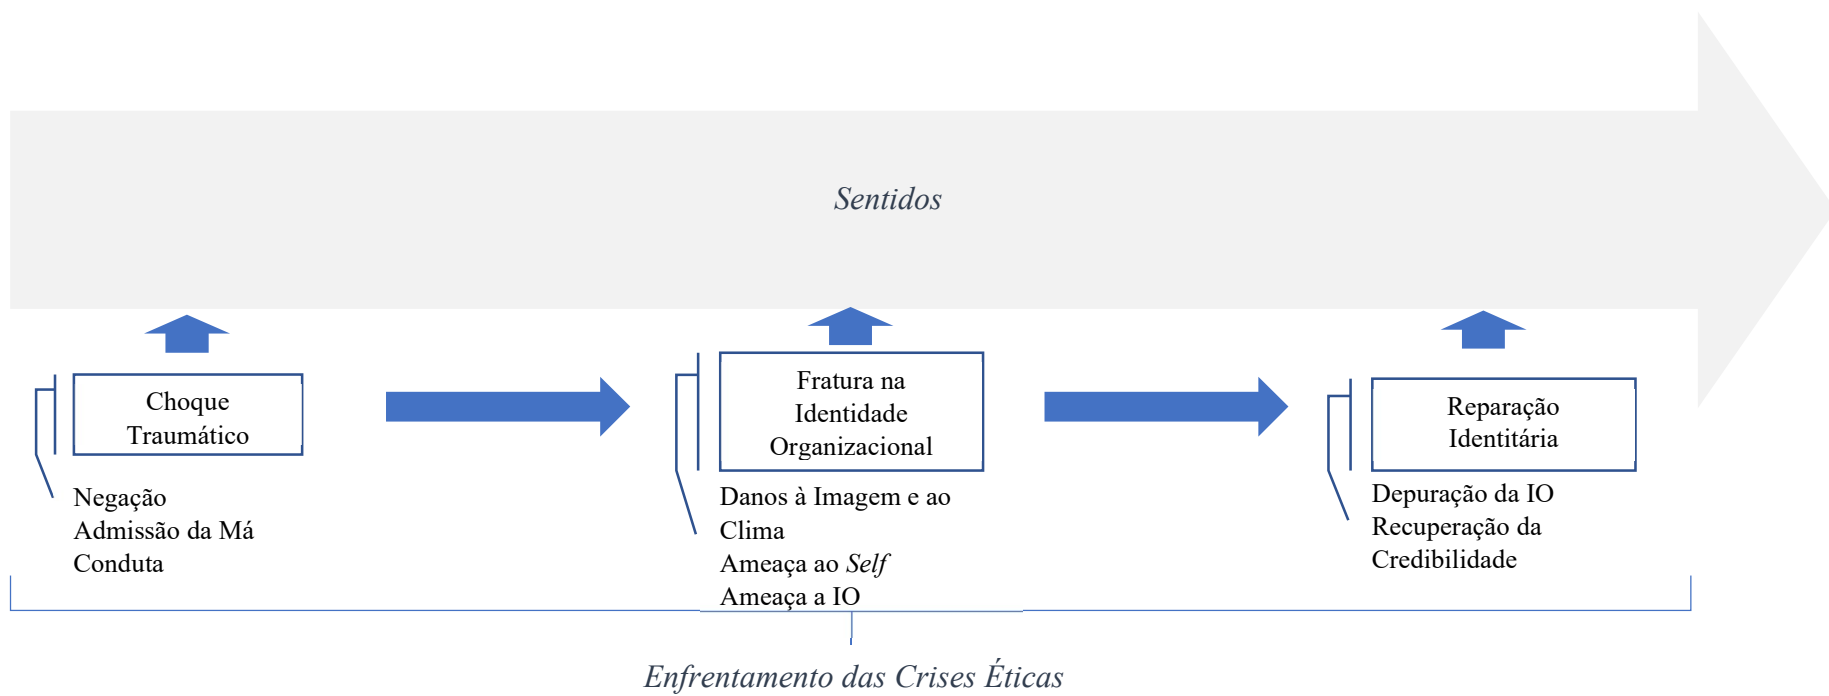 Sentidos
Choque
Traumático
Negação
Admissão da Má
Conduta
Fratura na
Identidade
Organizacional
Danos à Imagem e ao
Clima
Ameaça ao Self
Ameaça a IO
Reparação
Identitária
Depuração da IO
Recuperação da
Credibilidade
Enfrentamento das Crises Éticas